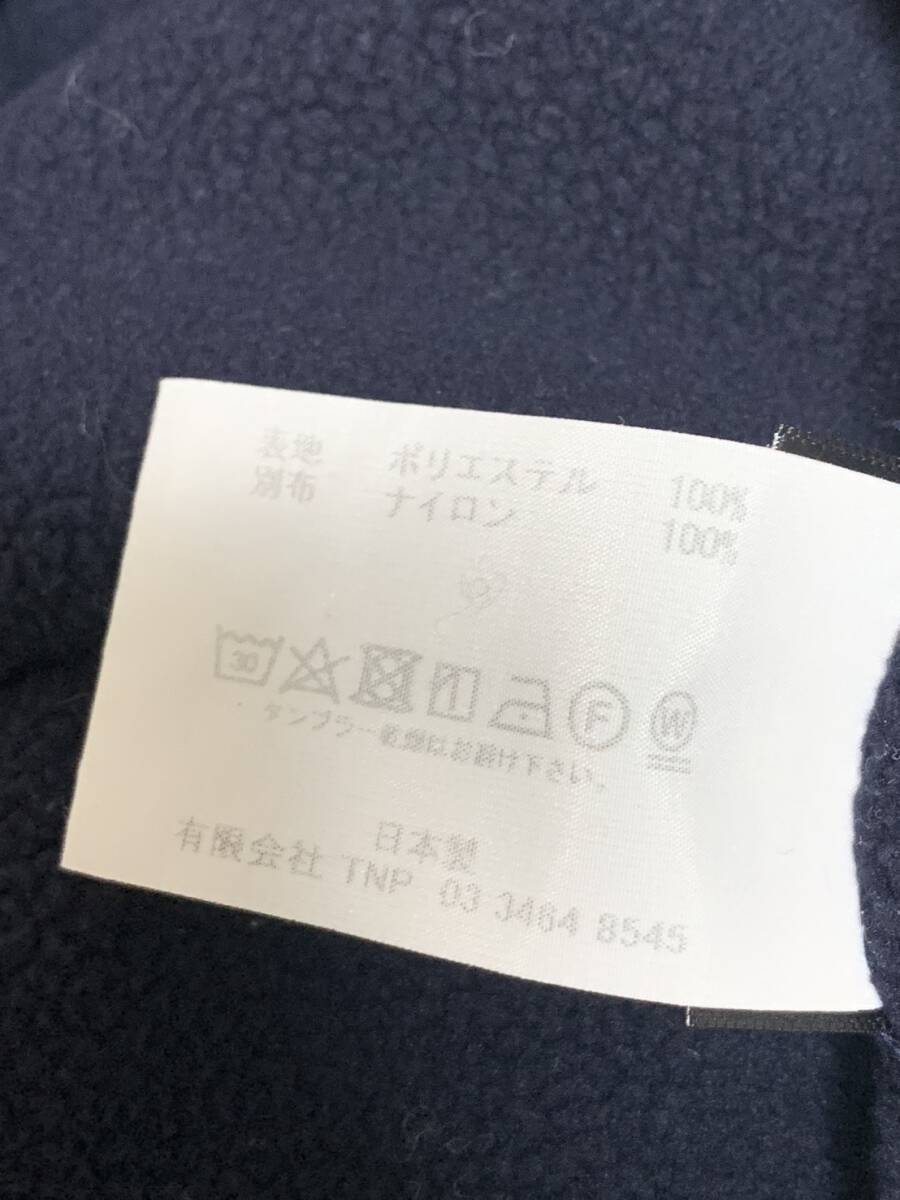 表地 ポリエステル 100%
別布 ナイロン 100%
30 F W
タンブラー乾燥はお避け下さい。
日本製
有限会社 TNP 03 3464 8545